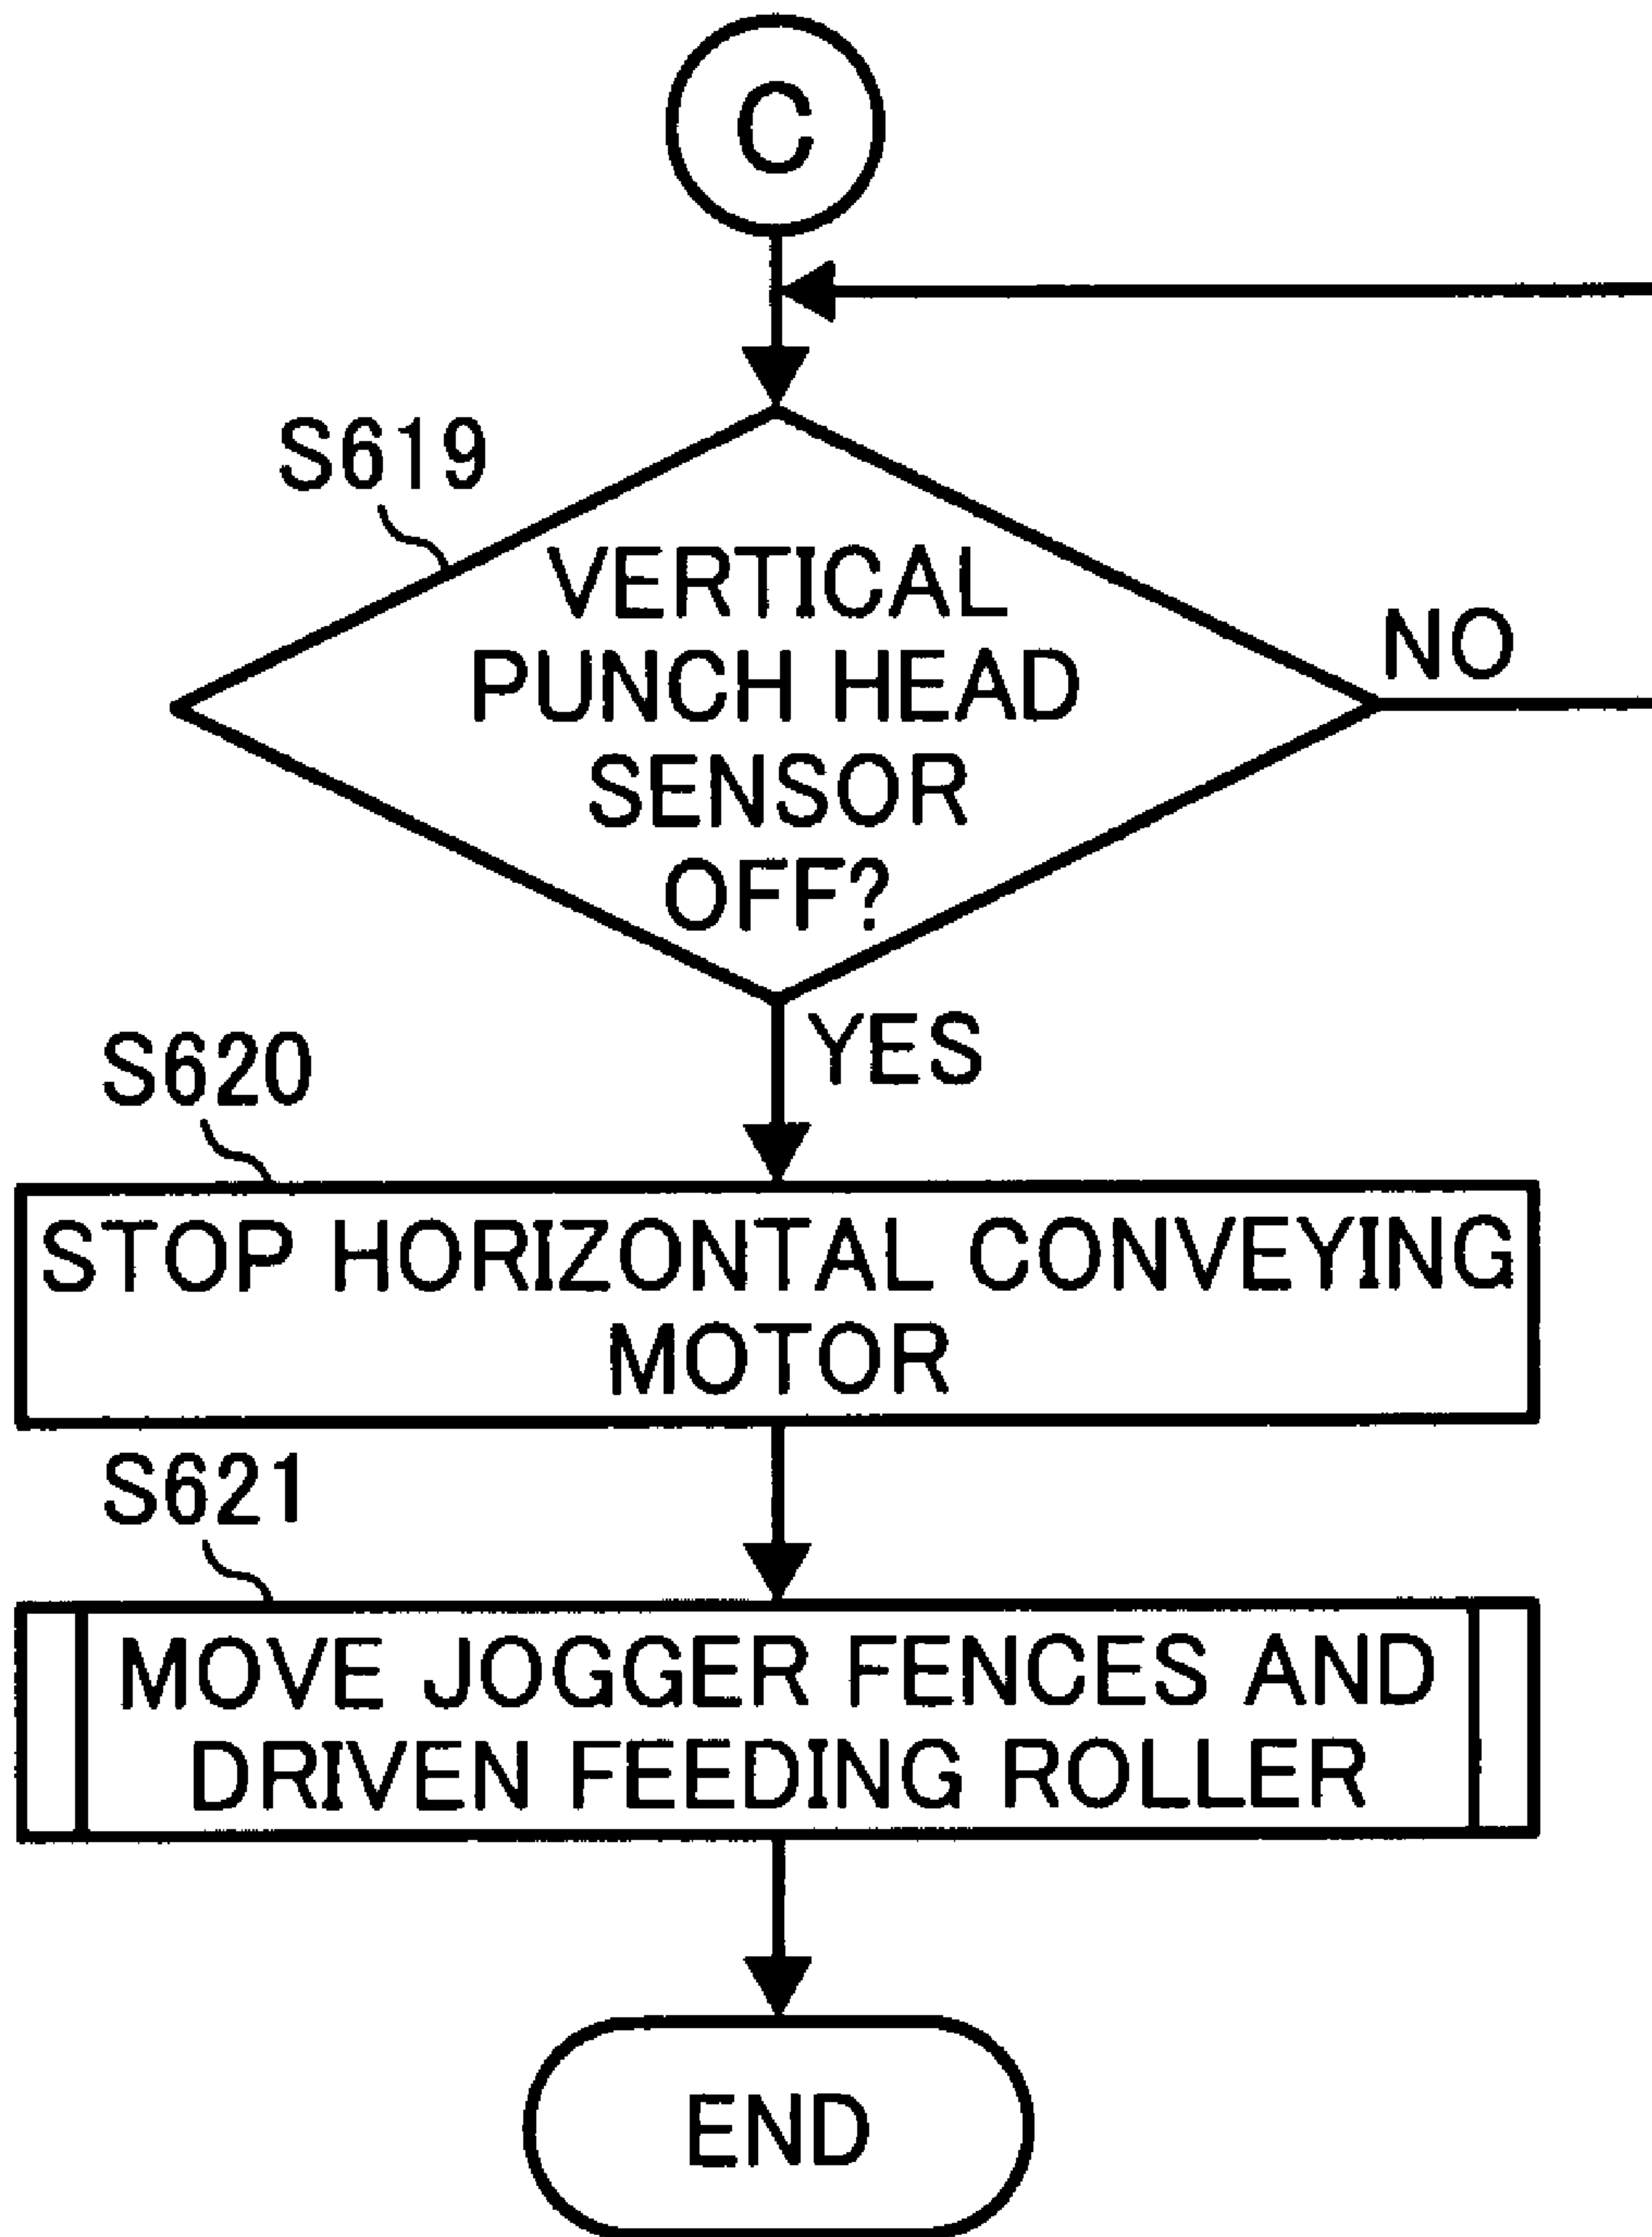 C
S619
VERTICAL
PUNCH HEAD
SENSOR
OFF?
NO
YES
S620
STOP HORIZONTAL CONVEYING
MOTOR
S621
MOVE JOGGER FENCES AND
DRIVEN FEEDING ROLLER
END